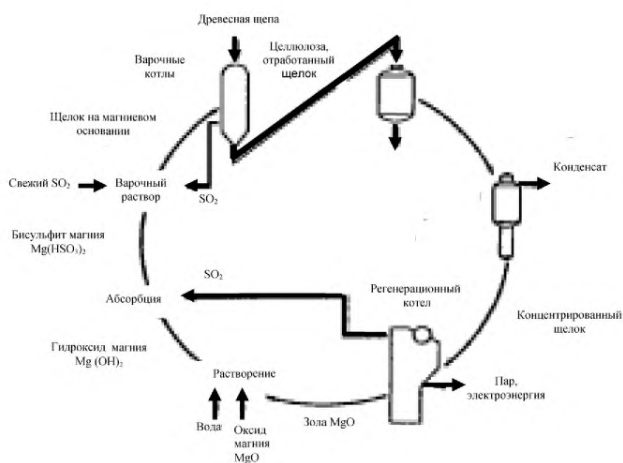 Древесная щепа
Варочные
котлы
Целлюлоза,
отработанный
щелок
Щелок на магниевом
основании
Конденсат
Свежий SO₂
Варочный
раствор
SO₂
Бисульфит магния
Mg(HSO₃)₂
SO₂
Регенерационный
котел
Абсорбция
Концентрированный
щелок
Гидроксид магния
Mg (OH)₂
Растворение
Пар,
электроэнергия
Вода
Оксид
магния
MgO
Зола MgO